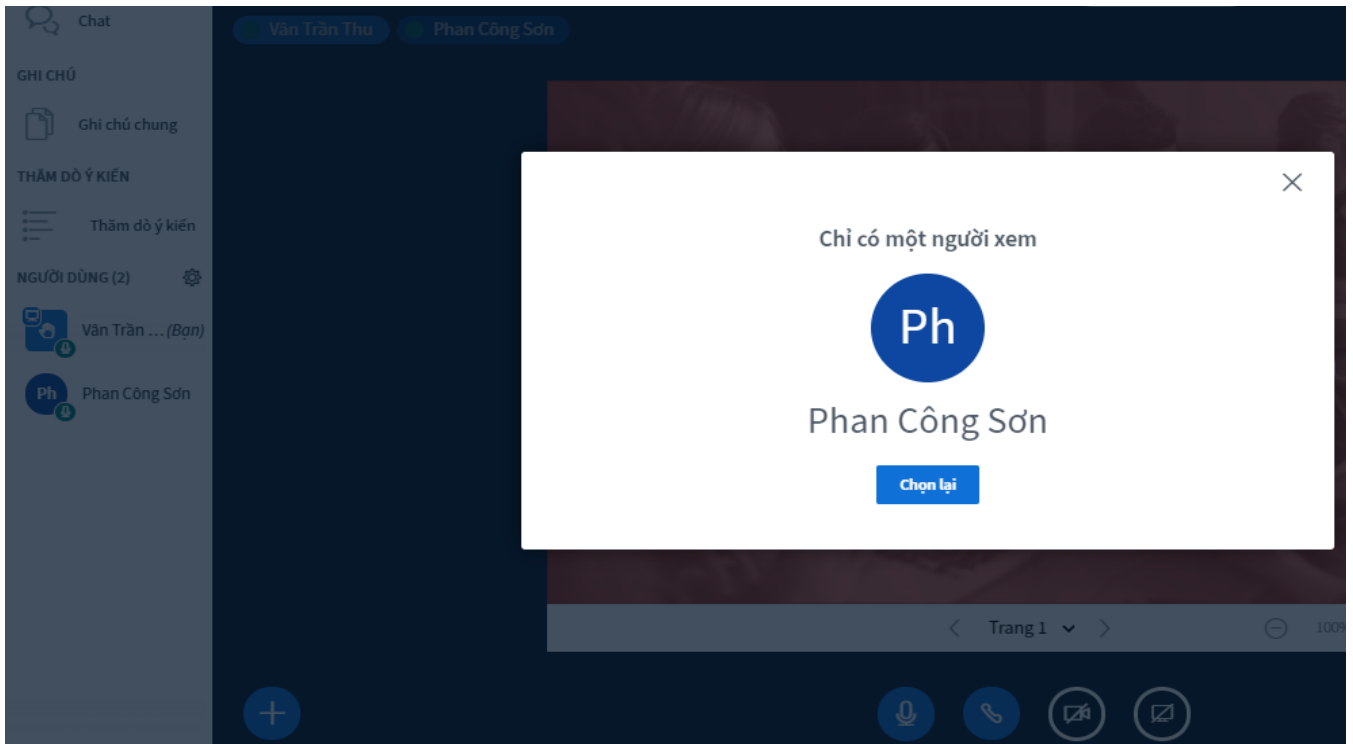 Chat
Vân Trần Thu
Phan Công Sơn
GHI CHÚ
Ghi chú chung
THĂM DÒ Ý KIẾN
Thăm dò ý kiến
NGƯỜI DÙNG (2)
Vân Trần ... (Bạn)
Ph
Phan Công Sơn
Chỉ có một người xem
Ph
Phan Công Sơn
Chọn lại
Trang 1
100%